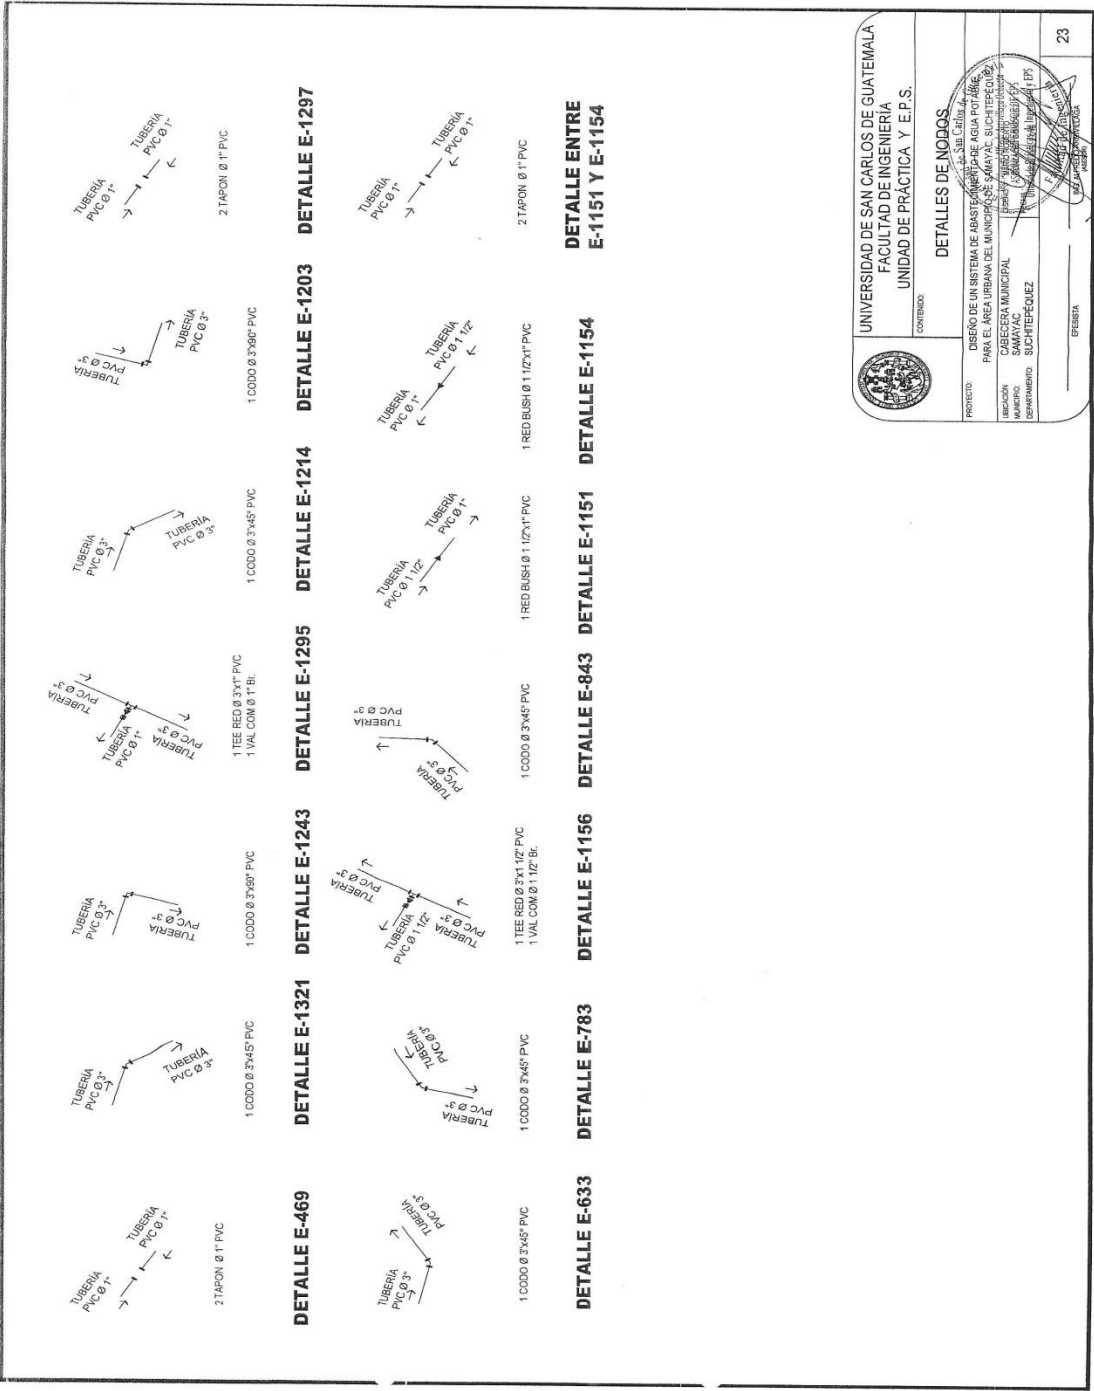 TUBERÍA
PVC Ø 1"
TUBERÍA
PVC Ø 1"
2 TAPON Ø 1" PVC
DETALLE E-469
TUBERÍA
PVC Ø 3"
TUBERÍA
PVC Ø 3"
1 CODO Ø 3"x45° PVC
DETALLE E-1321
TUBERÍA
PVC Ø 3"
TUBERÍA
PVC Ø 3"
1 CODO Ø 3"x90° PVC
DETALLE E-1243
TUBERÍA
PVC Ø 3"
TUBERÍA
PVC Ø 1"
TUBERÍA
PVC Ø 3"
1 TEE RED Ø 3"x1" PVC
1 VAL COM Ø 1" Br.
DETALLE E-1295
TUBERÍA
PVC Ø 3"
TUBERÍA
PVC Ø 3"
1 CODO Ø 3"x45° PVC
DETALLE E-1214
TUBERÍA
PVC Ø 3"
TUBERÍA
PVC Ø 3"
1 CODO Ø 3"x90° PVC
DETALLE E-1203
TUBERÍA
PVC Ø 1"
TUBERÍA
PVC Ø 1"
2 TAPON Ø 1" PVC
DETALLE E-1297
TUBERÍA
PVC Ø 3"
TUBERÍA
PVC Ø 3"
1 CODO Ø 3"x45° PVC
DETALLE E-633
TUBERÍA
PVC Ø 3"
TUBERÍA
PVC Ø 3"
1 CODO Ø 3"x45° PVC
DETALLE E-783
TUBERÍA
PVC Ø 3"
TUBERÍA
PVC Ø 1 1/2"
TUBERÍA
PVC Ø 3"
1 TEE RED Ø 3"x1 1/2" PVC
1 VAL COM Ø 1 1/2" Br.
DETALLE E-1156
TUBERÍA
PVC Ø 3"
TUBERÍA
PVC Ø 3"
1 CODO Ø 3"x45° PVC
DETALLE E-843
TUBERÍA
PVC Ø 1 1/2"
TUBERÍA
PVC Ø 1"
1 RED BUSH Ø 1 1/2"x1" PVC
DETALLE E-1151
TUBERÍA
PVC Ø 1"
TUBERÍA
PVC Ø 1 1/2"
1 RED BUSH Ø 1 1/2"x1" PVC
DETALLE E-1154
TUBERÍA
PVC Ø 1"
TUBERÍA
PVC Ø 1"
2 TAPON Ø 1" PVC
DETALLE ENTRE
E-1151 Y E-1154
UNIVERSIDAD DE SAN CARLOS DE GUATEMALA
FACULTAD DE INGENIERÍA
UNIDAD DE PRÁCTICA Y E.P.S.
CONTENIDO:
DETALLES DE NODOS
PROYECTO:
DISEÑO DE UN SISTEMA DE ABASTECIMIENTO DE AGUA POTABLE
PARA EL ÁREA URBANA DEL MUNICIPIO DE SAMAYAC, SUCHITEPÉQUEZ
UBICACIÓN
CABECERA MUNICIPAL
MUNICIPIO:
SAMAYAC
DEPARTAMENTO:
SUCHITEPÉQUEZ
EPESISTA
23